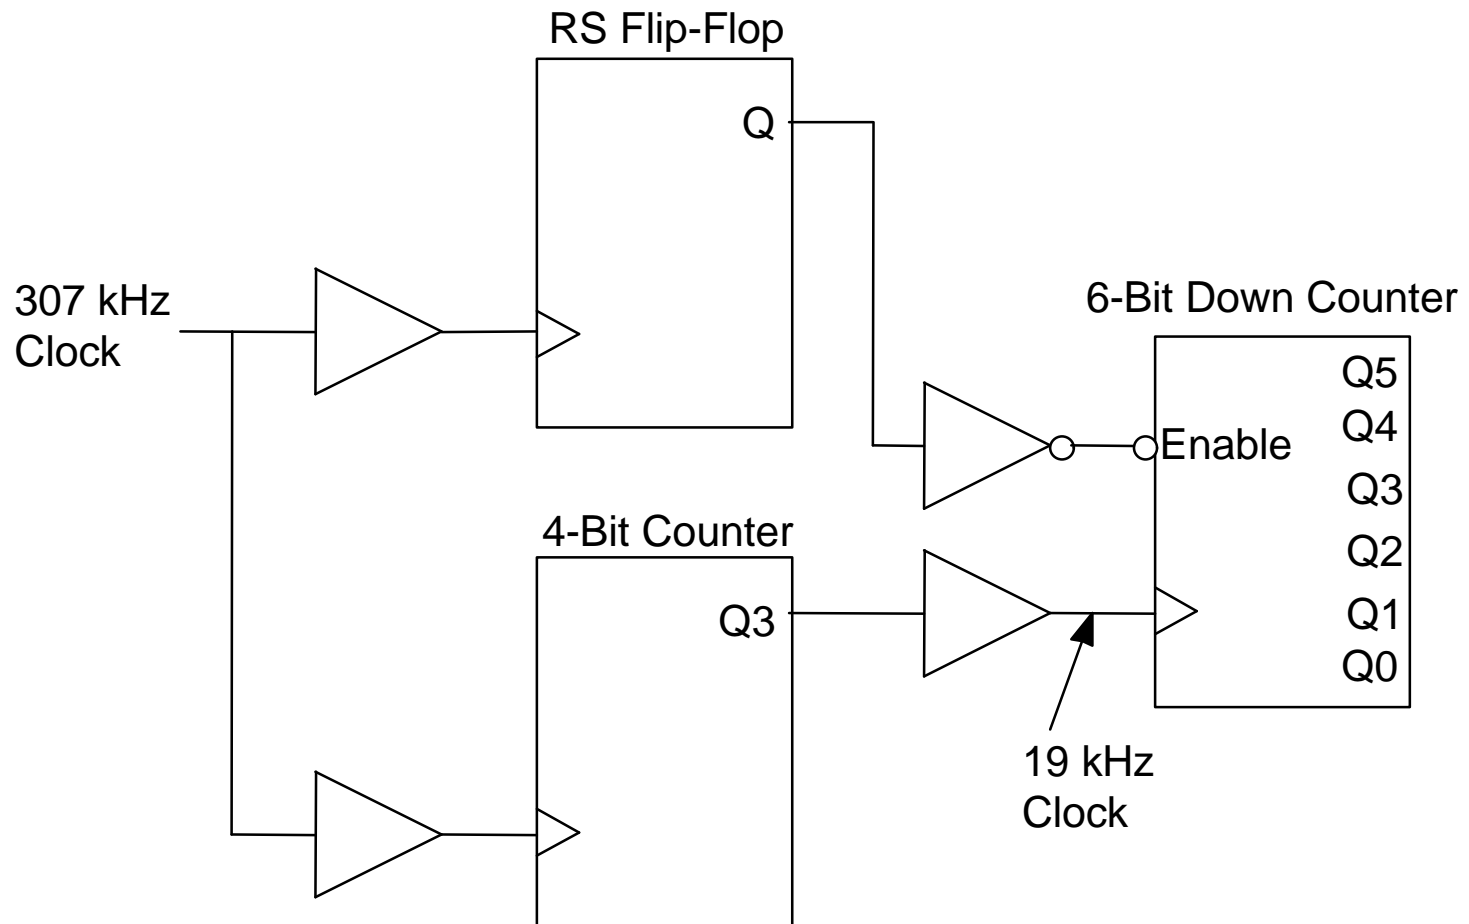 RS Flip-Flop
Q
307 kHz
Clock
6-Bit Down Counter
Q5
Q4
Enable
Q3
Q2
Q1
Q0
4-Bit Counter
Q3
19 kHz
Clock